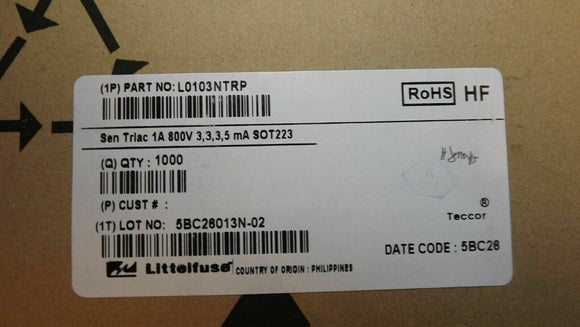 (1P) PART NO: L0103NTRP
RoHS HF
Sen Triac 1A 800V 3,3,3,5 mA SOT223
(Q) QTY : 1000
(P) CUST # :
®
Teccor
(1T) LOT NO: 5BC26013N-02
DATE CODE : 5BC26
Littelfuse® COUNTRY OF ORIGIN : PHILIPPINES